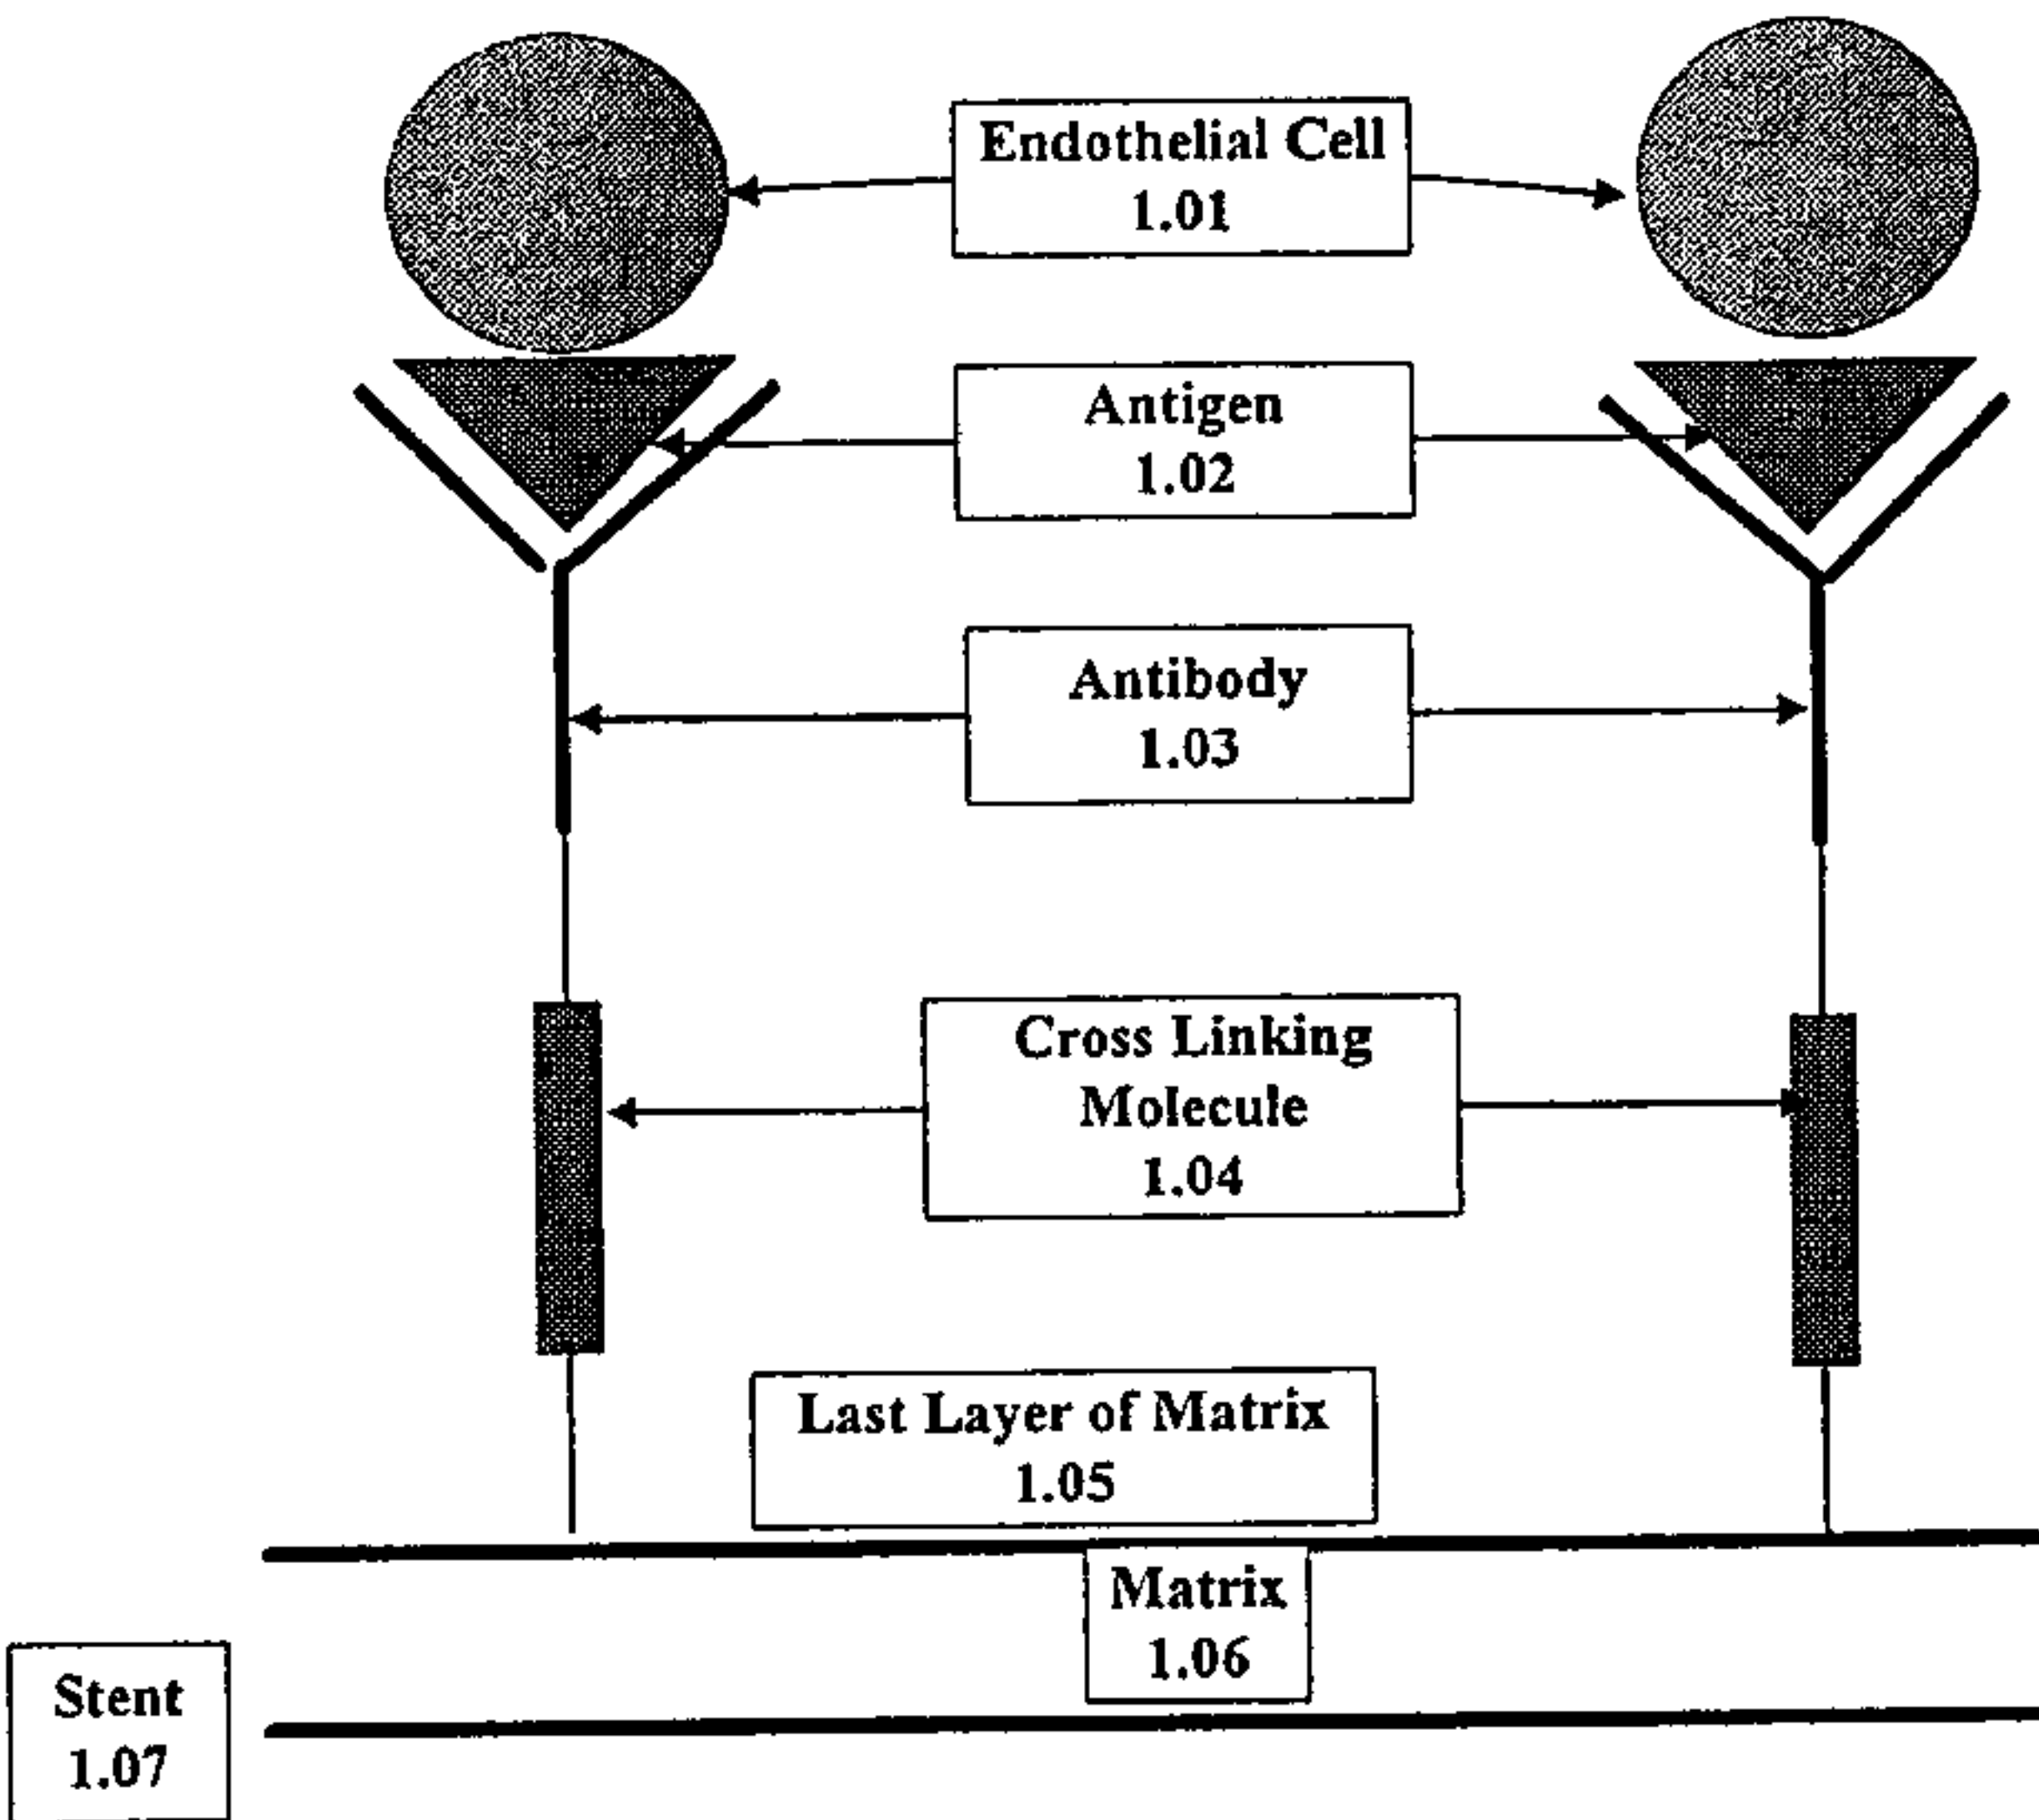 Endothelial Cell
1.01
Antigen
1.02
Antibody
1.03
Cross Linking
Molecule
1.04
Last Layer of Matrix
1.05
Matrix
1.06
Stent
1.07